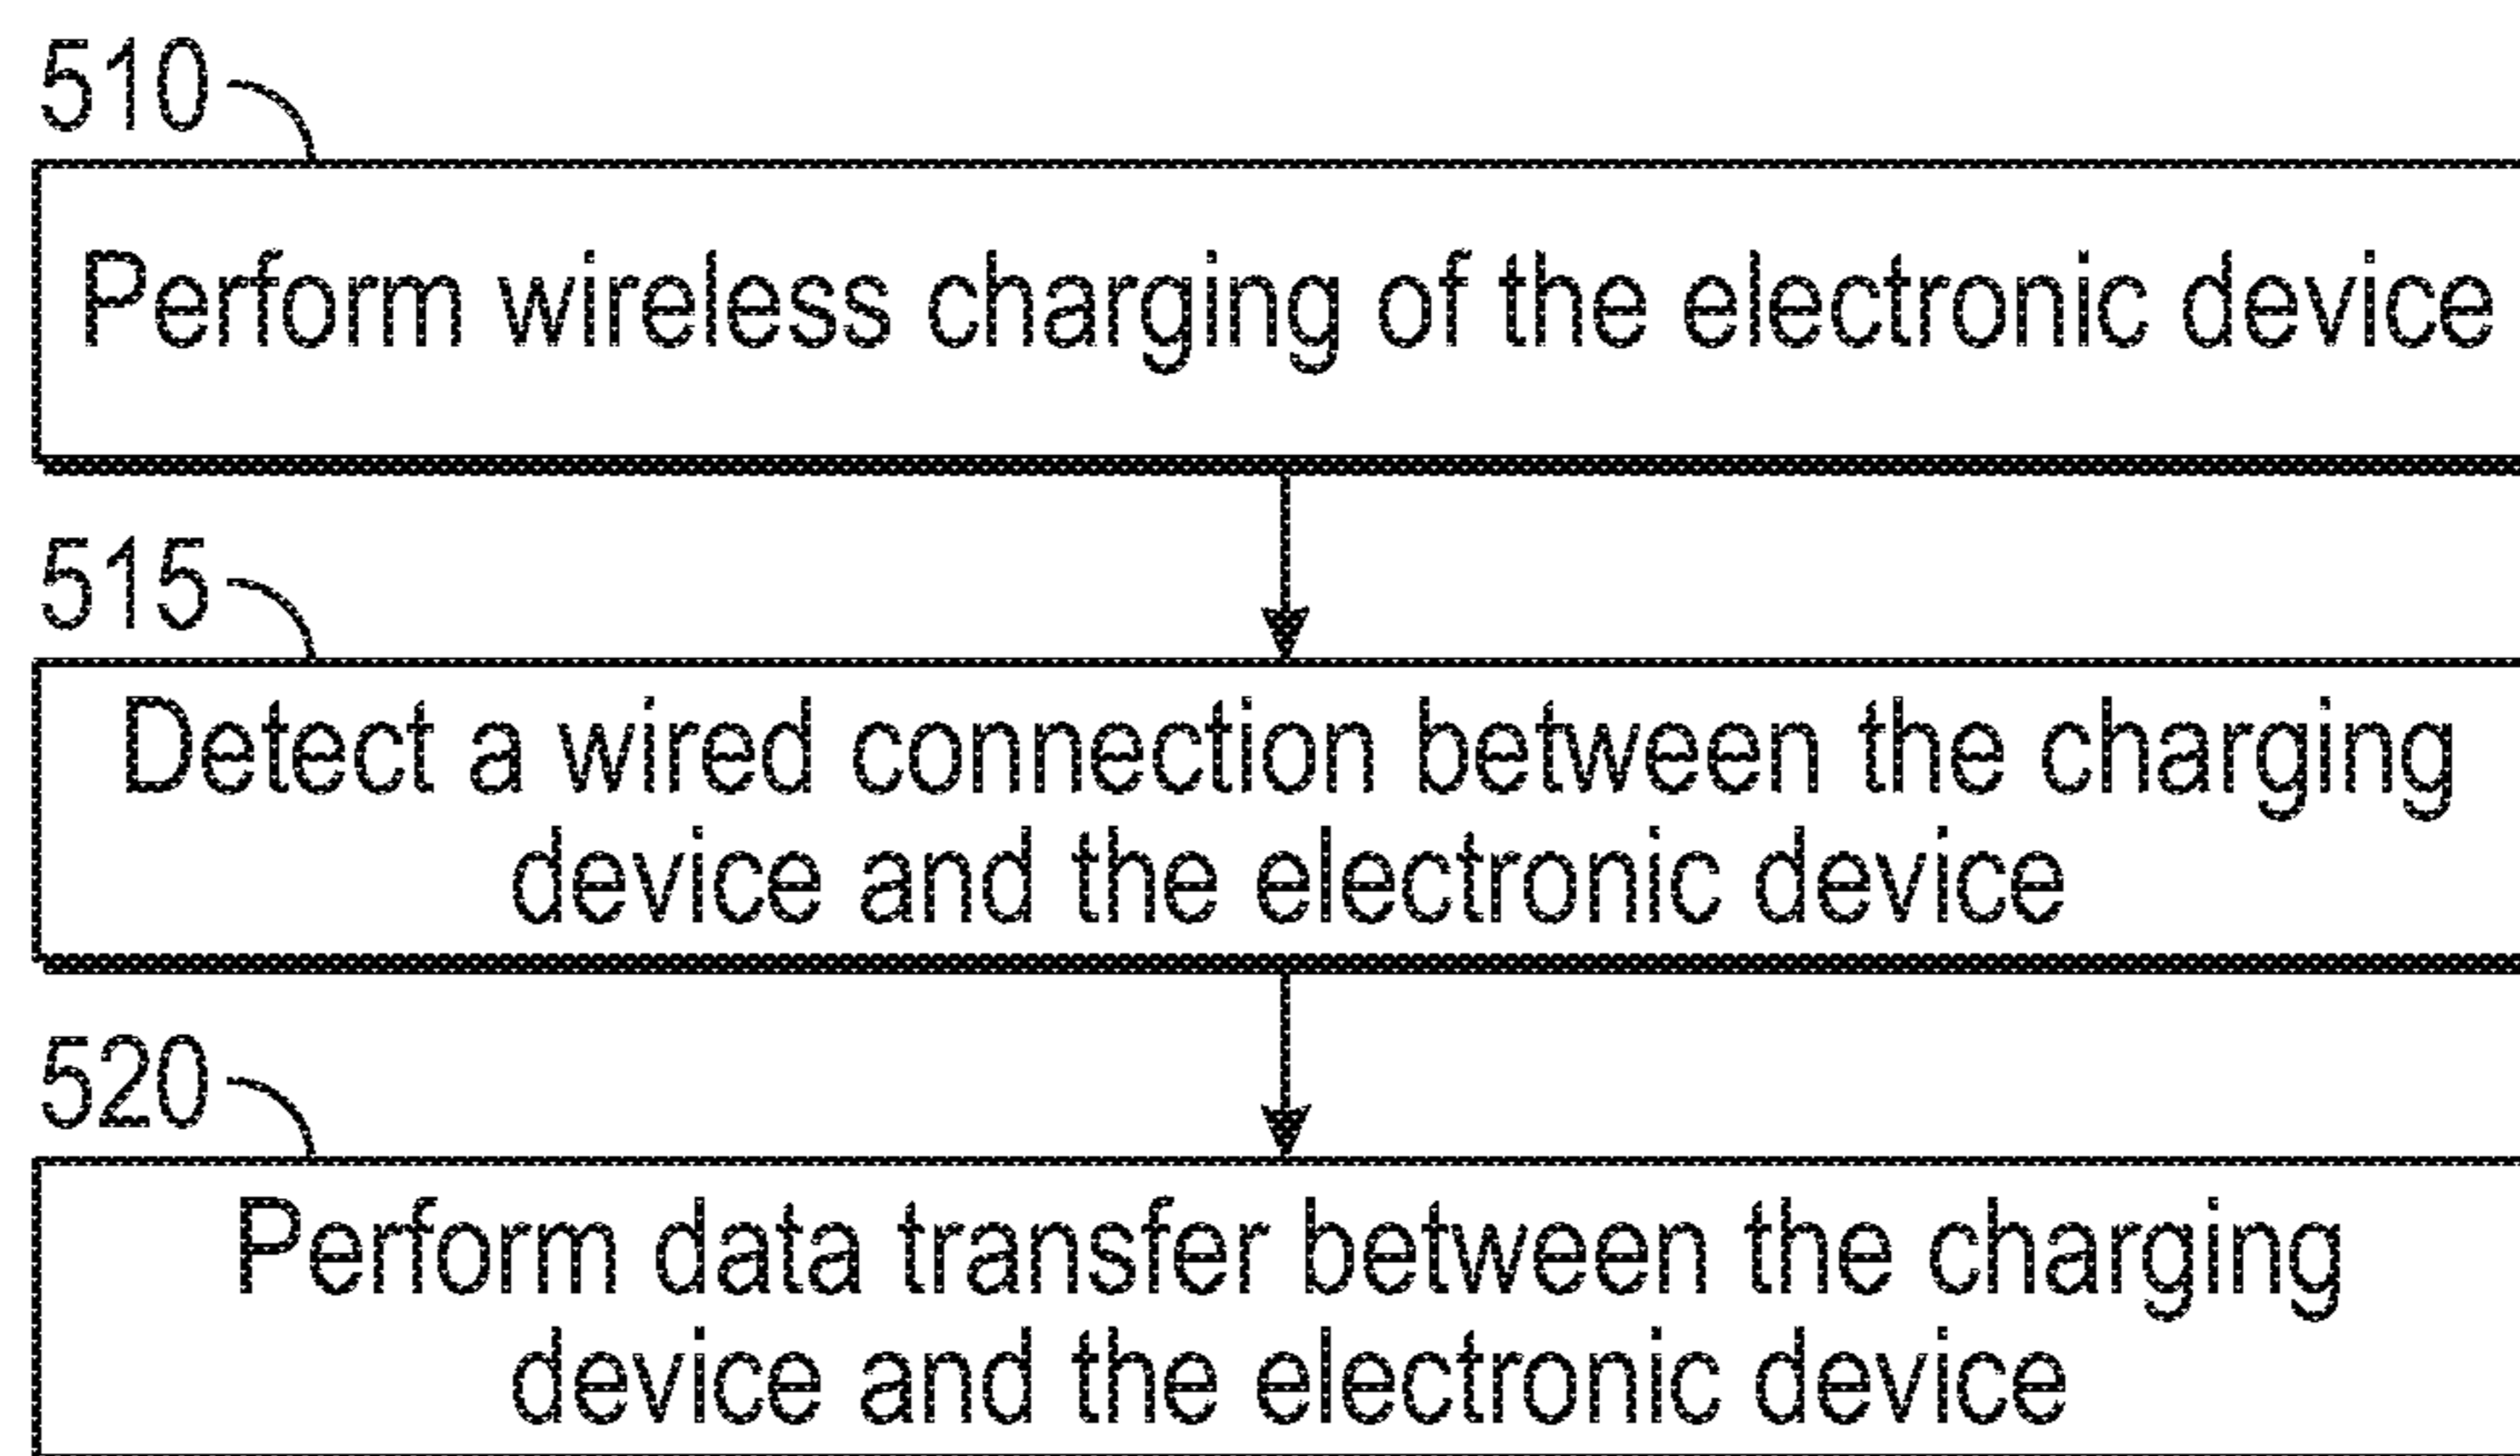 510
Perform wireless charging of the electronic device
515
Detect a wired connection between the charging
device and the electronic device
520
Perform data transfer between the charging
device and the electronic device